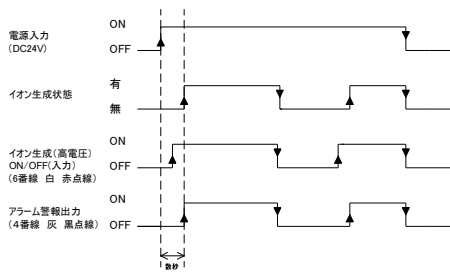 電源入力
(DC24V)
ON
OFF
イオン生成状態
有
無
イオン生成(高電圧)
ON/OFF(入力)
(6番線 白 赤点線)
ON
OFF
アラーム警報出力
(4番線 灰 黒点線)
ON
OFF
数秒